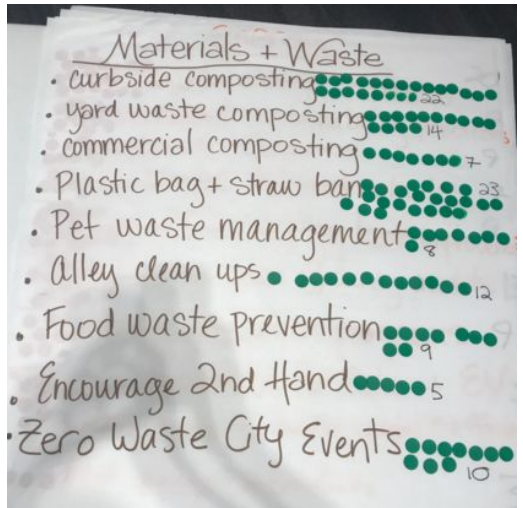 Materials + Waste
• curbside composting 22
• yard waste composting 14
• commercial composting 7
• Plastic bag + straw ban 23
• Pet waste management 8
• alley clean ups 12
• Food waste prevention 9
• Encourage 2nd Hand 5
• Zero Waste City Events 10